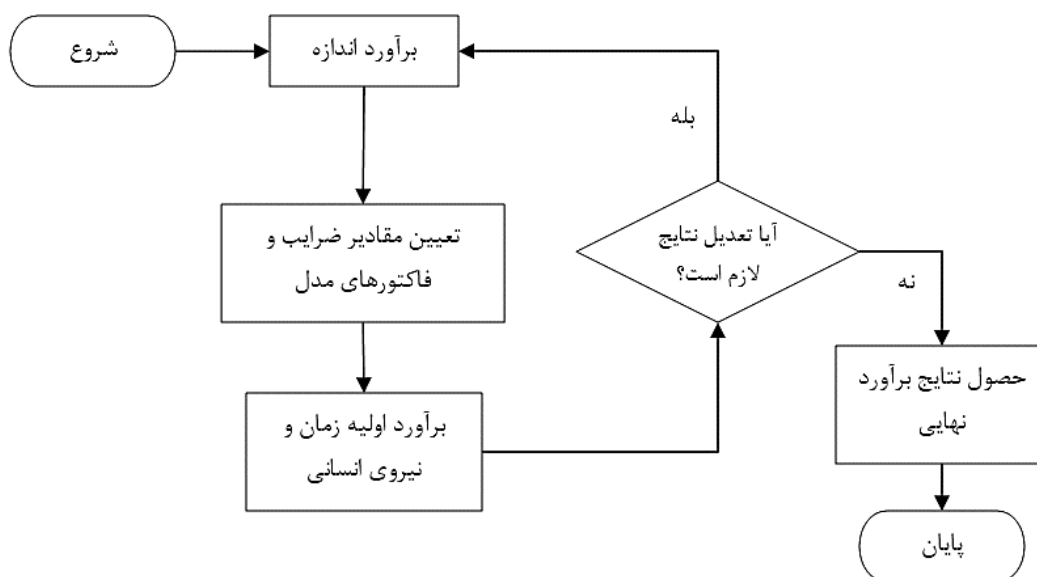 شروع
برآورد اندازه
تعیین مقادیر ضرایب و
فاکتورهای مدل
برآورد اولیه زمان و
نیروی انسانی
آیا تعدیل نتایج
لازم است؟
بله
نه
حصول نتایج برآورد
نهایی
پایان